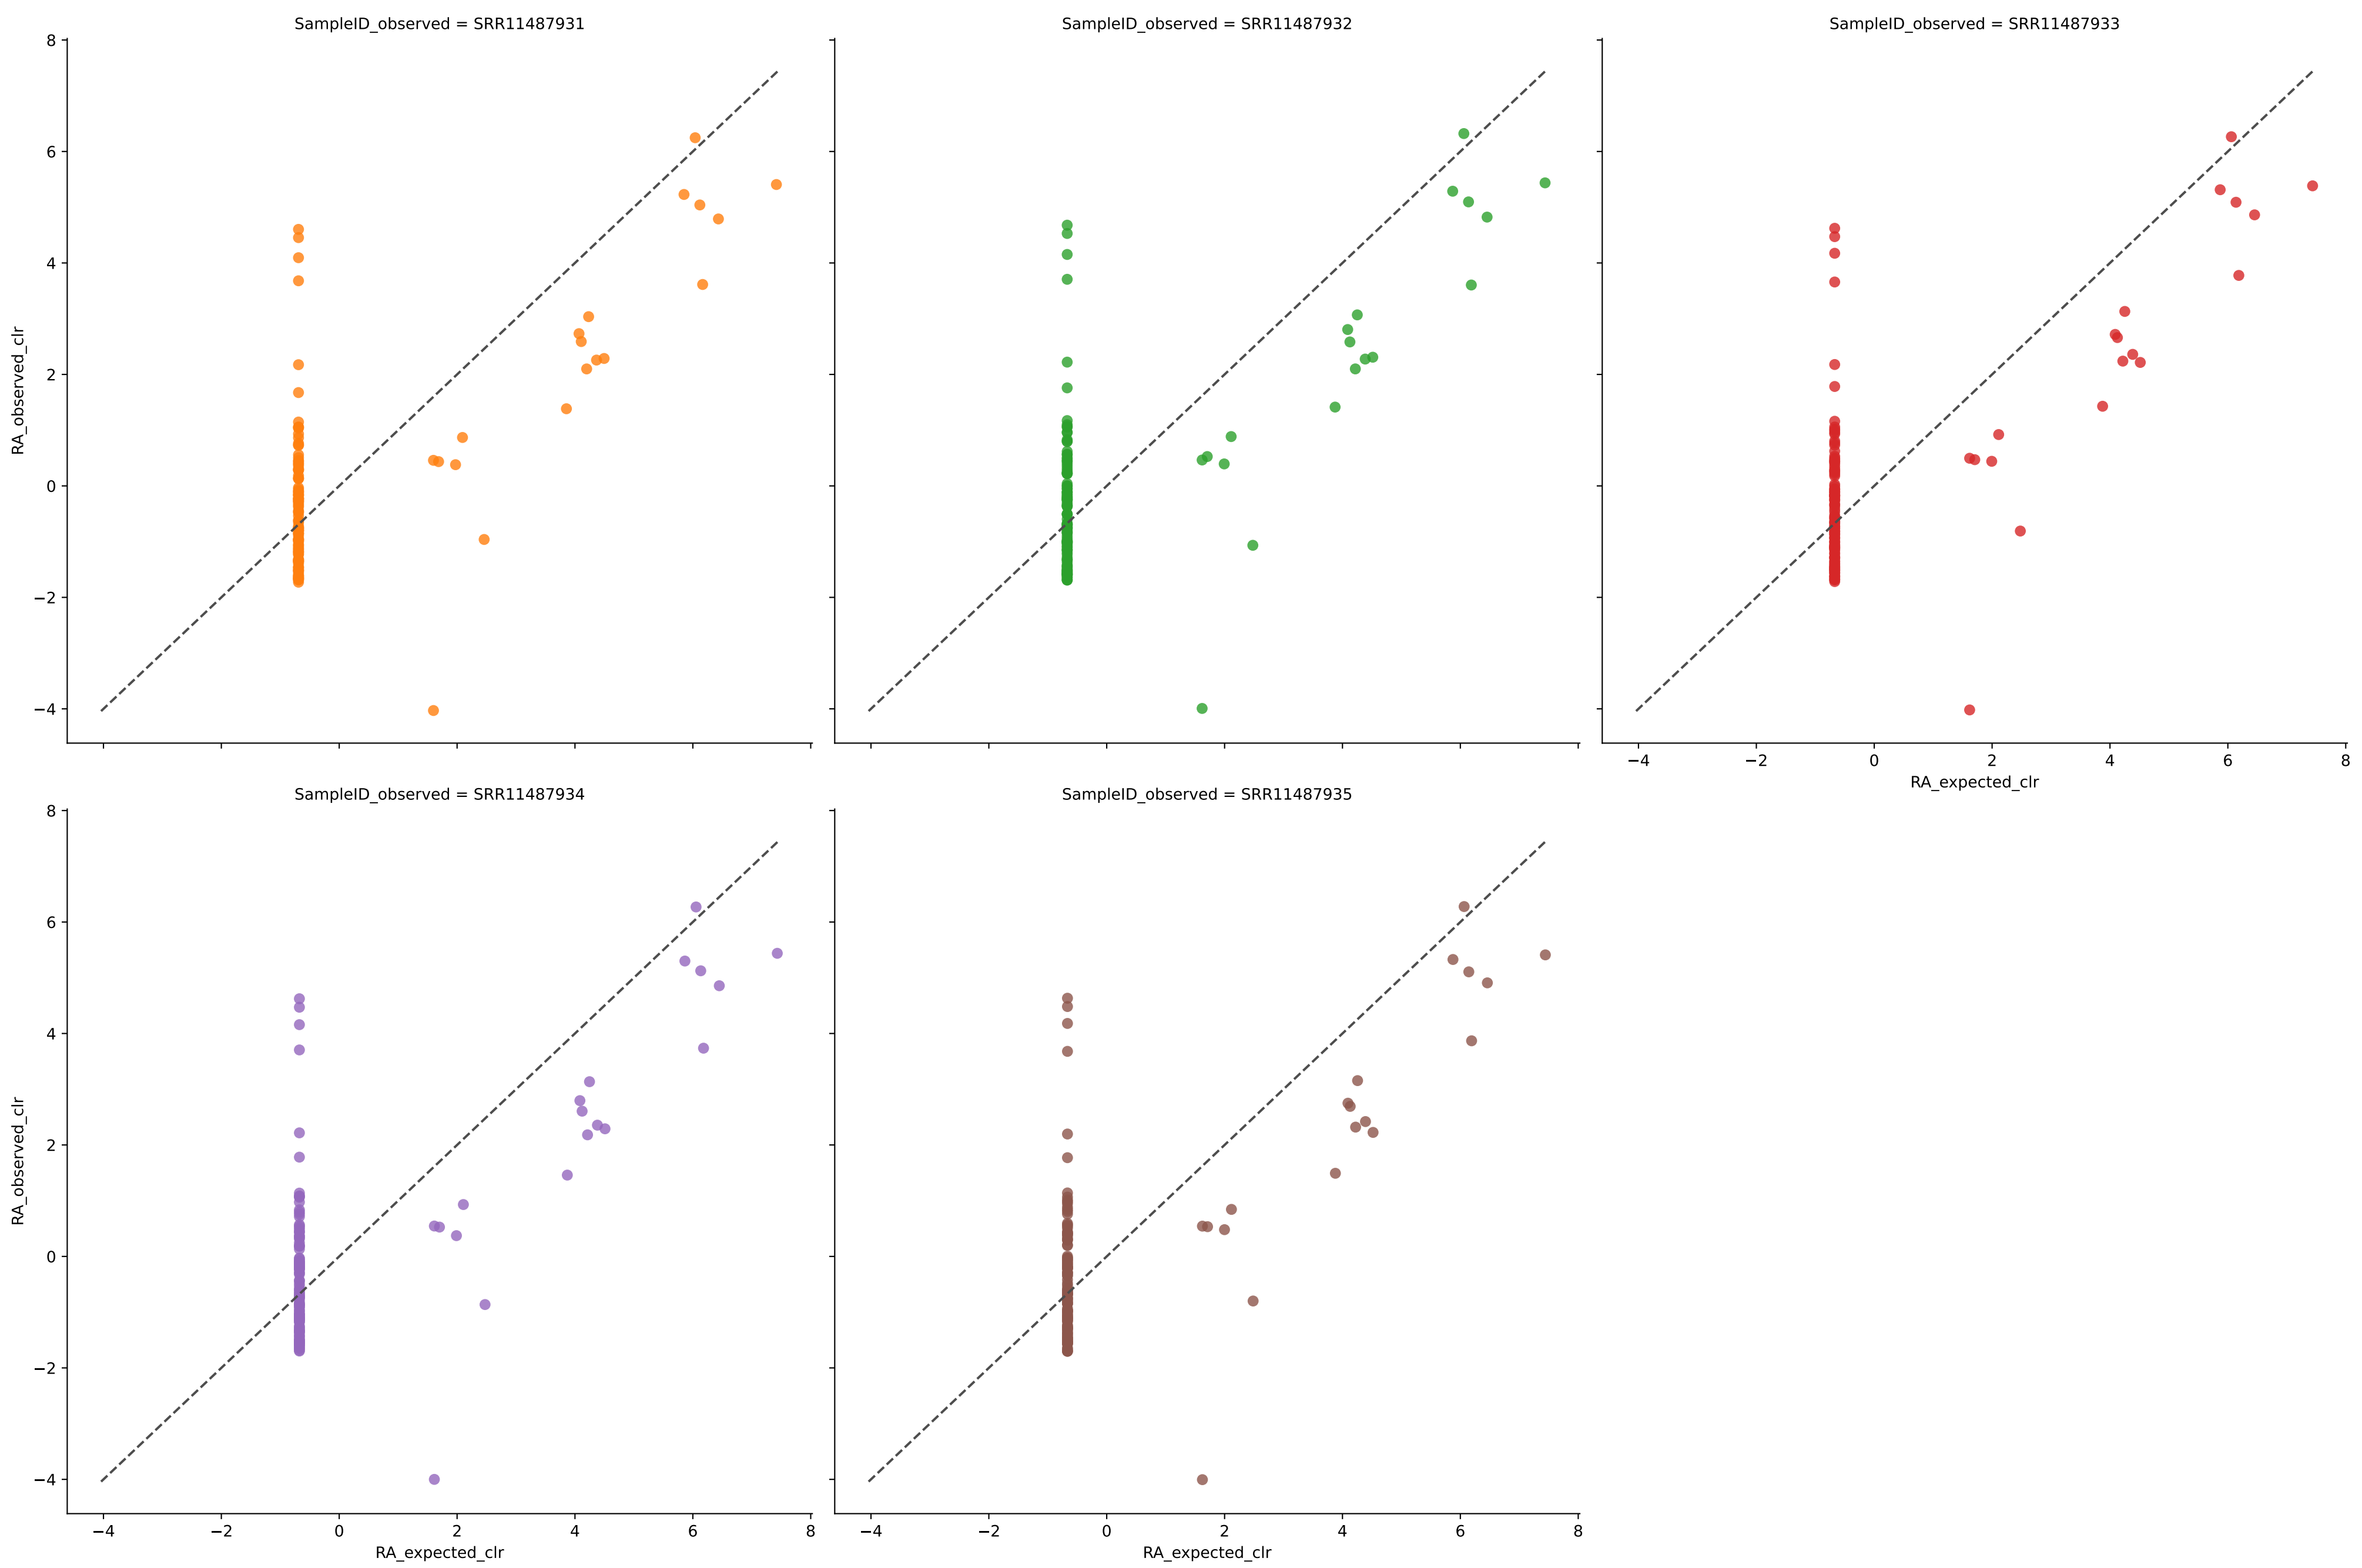 SampleID_observed = SRR11487931
SampleID_observed = SRR11487932
SampleID_observed = SRR11487933
8
6
4
2
0
−2
−4
RA_observed_clr
−4 −2 0 2 4 6 8
RA_expected_clr
SampleID_observed = SRR11487934
SampleID_observed = SRR11487935
8
6
4
2
0
−2
−4
RA_observed_clr
−4 −2 0 2 4 6 8
−4 −2 0 2 4 6 8
RA_expected_clr
RA_expected_clr